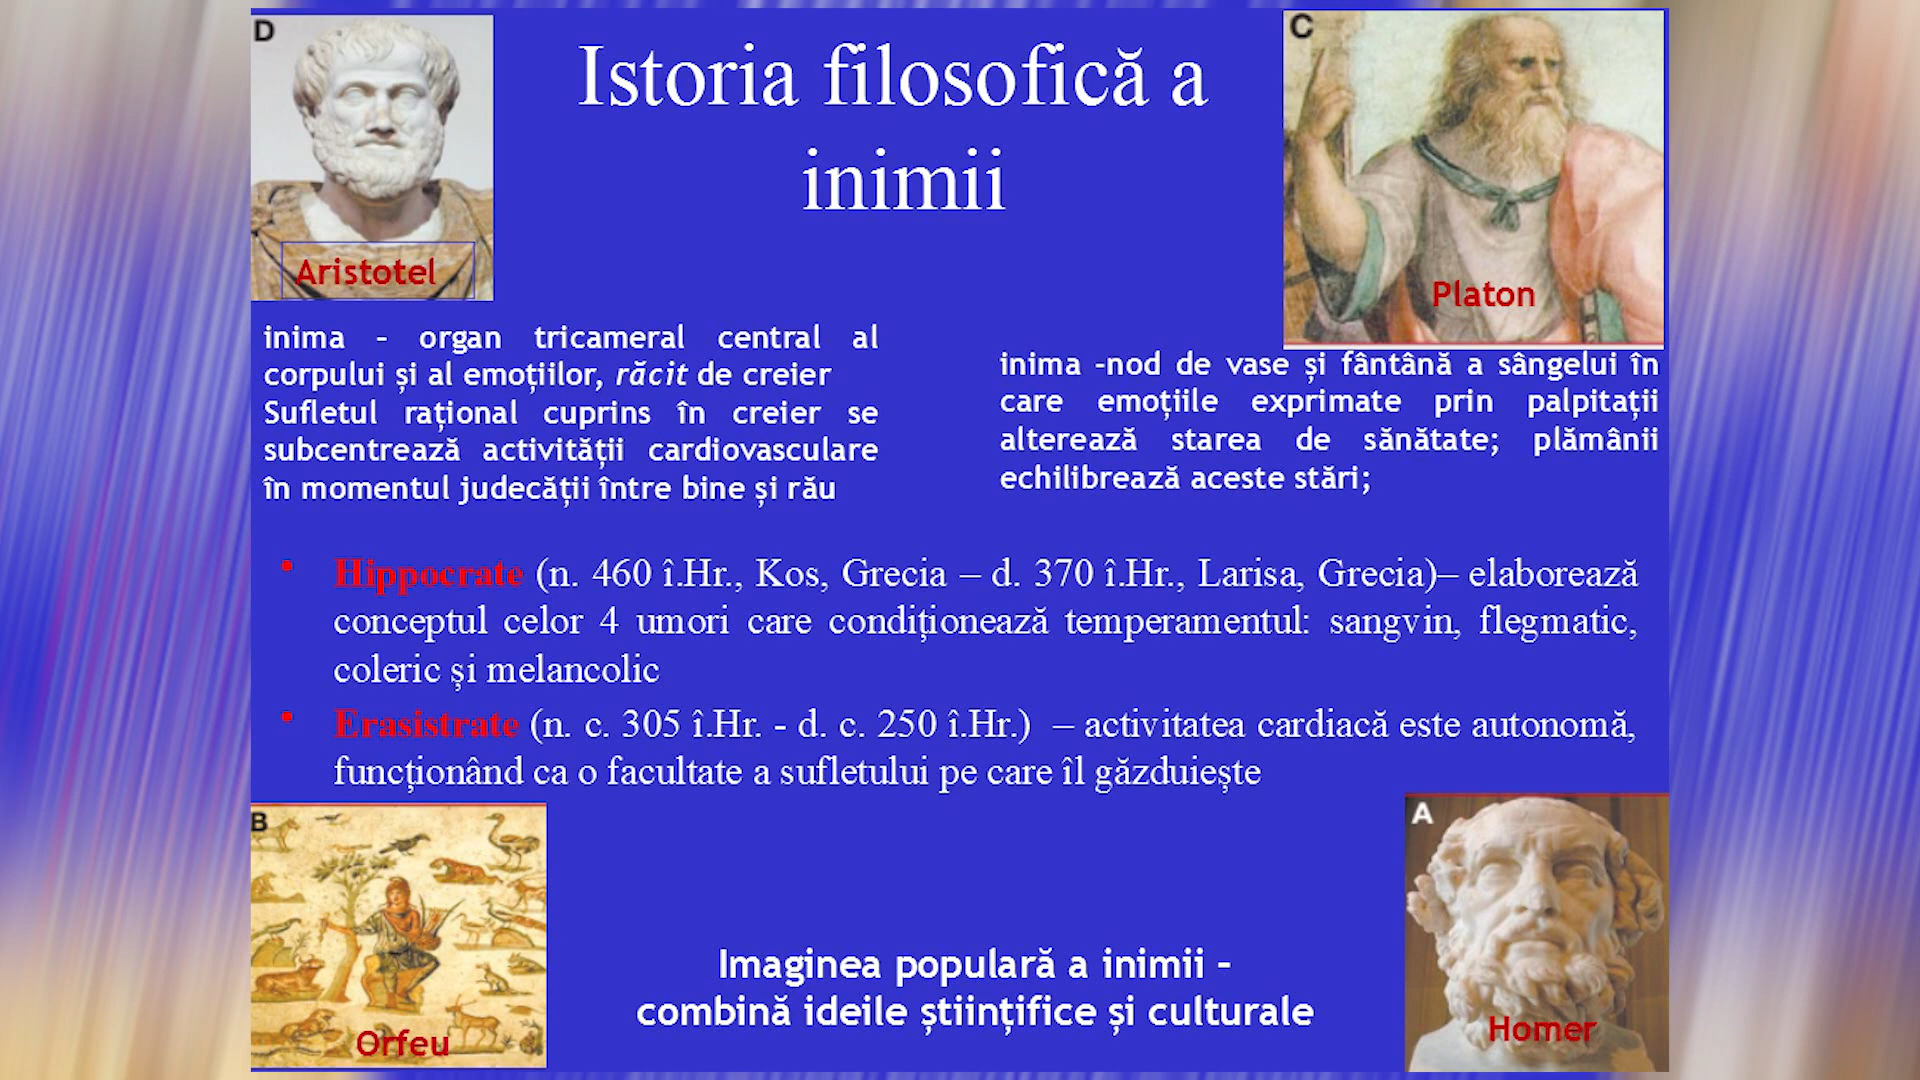 D
Istoria filosofică a
inimii
C
Aristotel
Platon
inima – organ tricameral central al
corpului și al emoțiilor, răcit de creier
Sufletul rațional cuprins în creier se
subcentrează activității cardiovasculare
în momentul judecății între bine și rău
inima –nod de vase și fântână a sângelui în
care emoțiile exprimate prin palpitații
alterează starea de sănătate; plămânii
echilibrează aceste stări;
• Hippocrate (n. 460 î.Hr., Kos, Grecia – d. 370 î.Hr., Larisa, Grecia)– elaborează
conceptul celor 4 umori care condiționează temperamentul: sangvin, flegmatic,
coleric și melancolic
• Erasistrate (n. c. 305 î.Hr. - d. c. 250 î.Hr.) – activitatea cardiacă este autonomă,
funcționând ca o facultate a sufletului pe care îl găzduiește
B
A
Imaginea populară a inimii –
combină ideile științifice și culturale
Orfeu
Homer